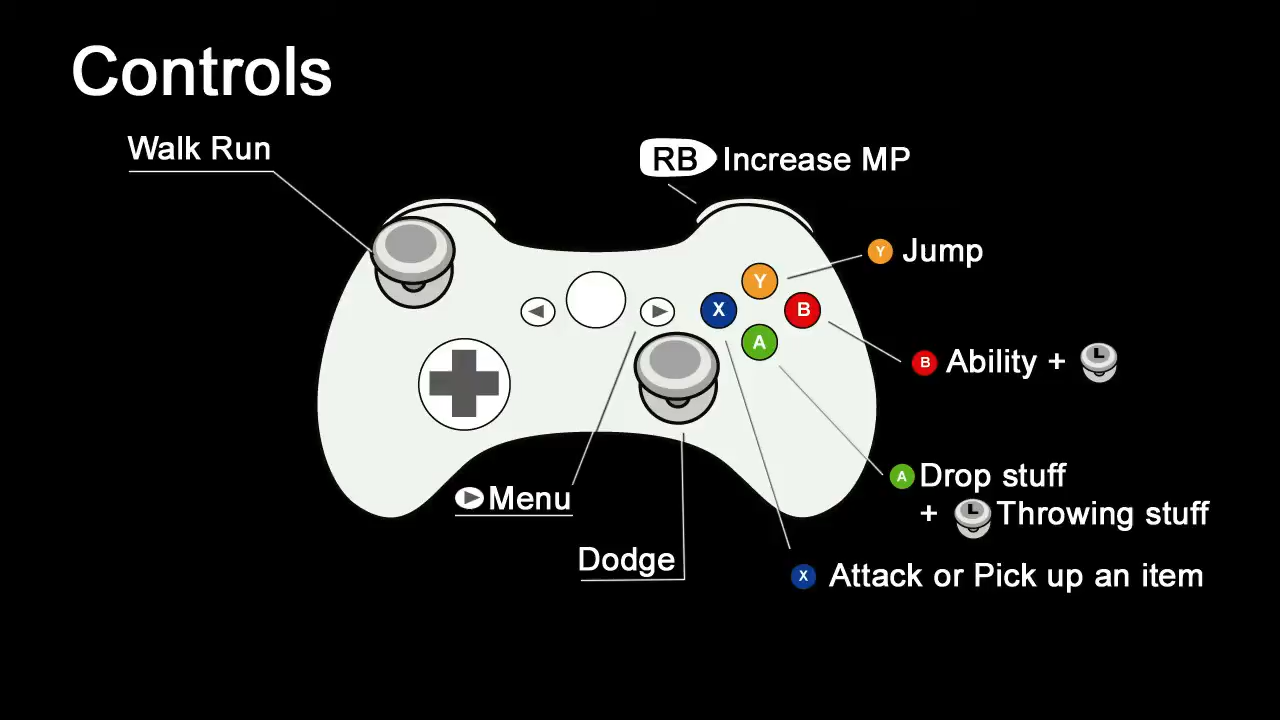 Controls
Walk Run
RB Increase MP
Y Jump
Y
X B
A
B Ability + L
A Drop stuff
+ L Throwing stuff
Menu
Dodge
X Attack or Pick up an item